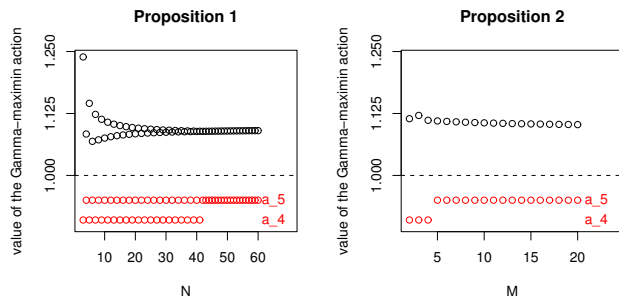 Proposition 1
value of the Gamma−maximin action
1.250
1.125
1.000
a_5
a_4
10 20 30 40 50 60
N
Proposition 2
value of the Gamma−maximin action
1.250
1.125
1.000
a_5
a_4
5 10 15 20
M